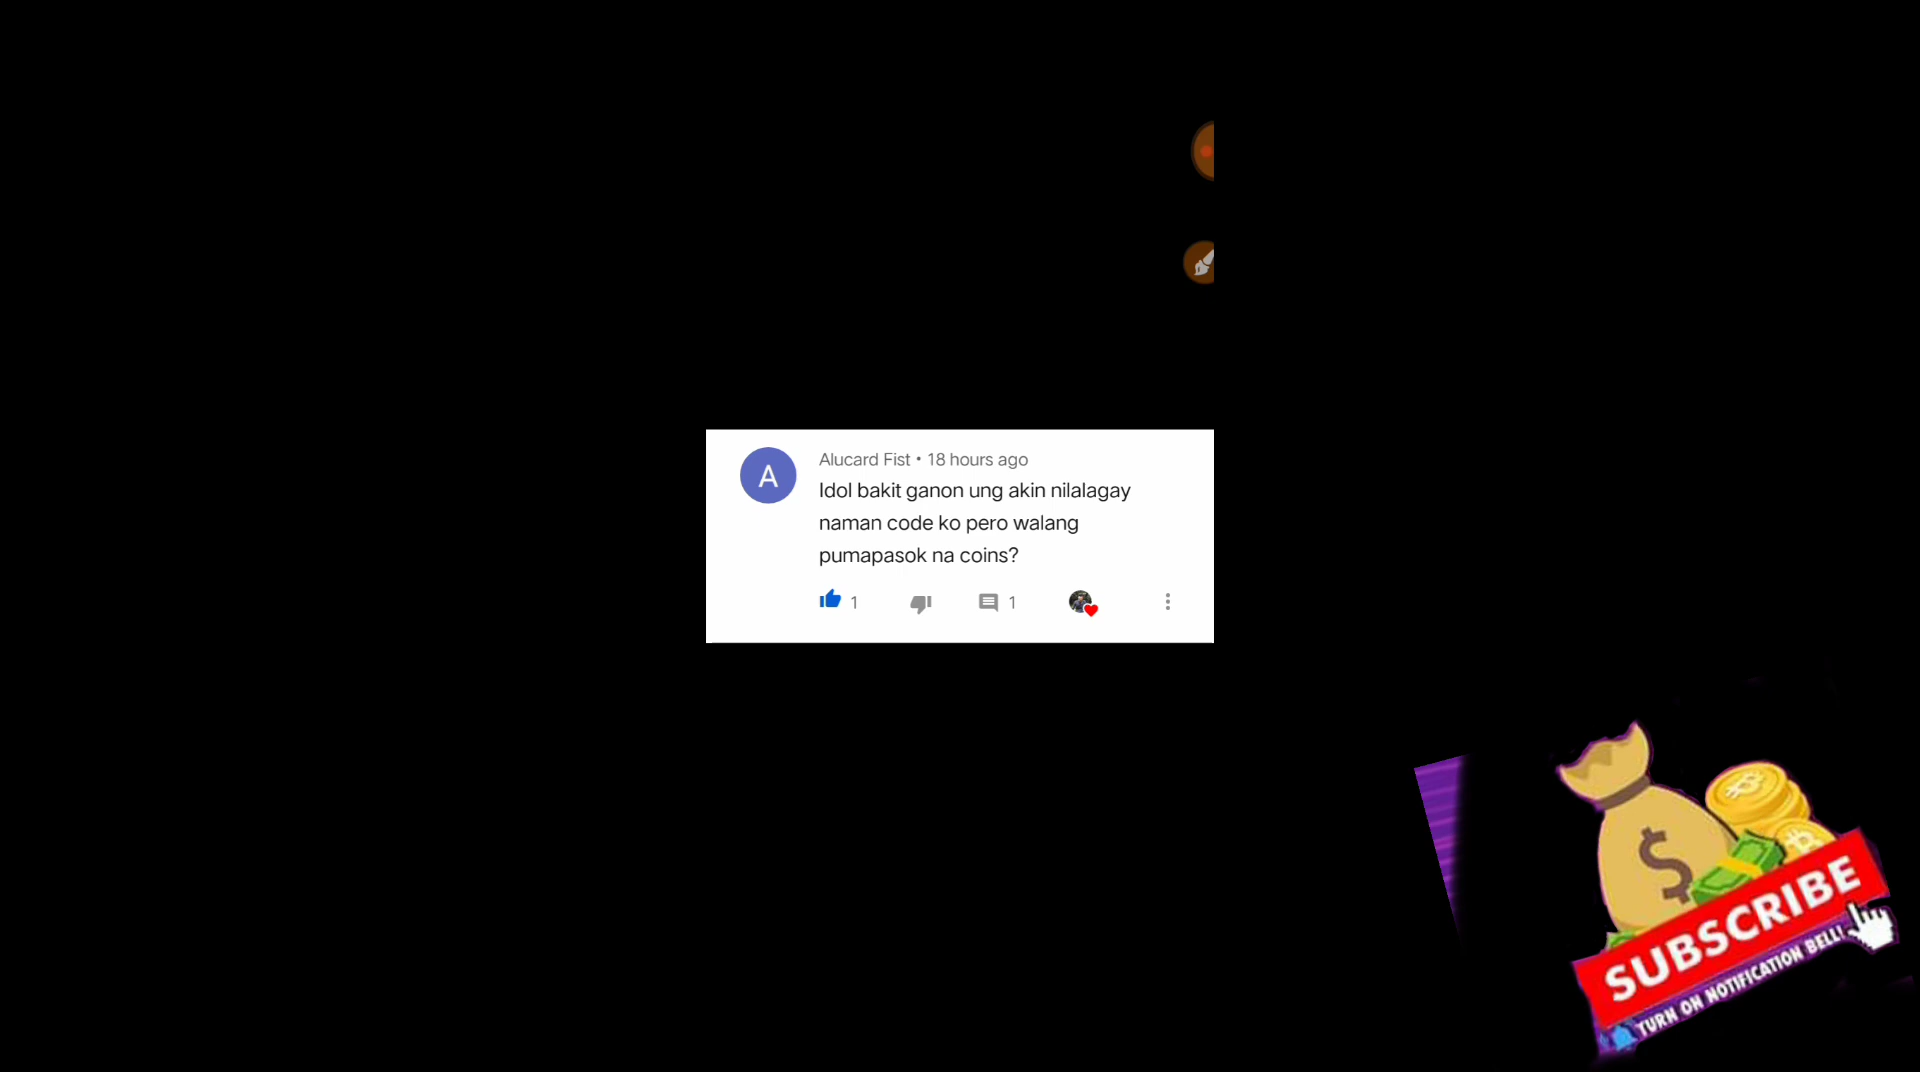 A
Alucard Fist • 18 hours ago
Idol bakit ganon ung akin nilalagay
naman code ko pero walang
pumapasok na coins?
1
1
$
SUBSCRIBE
TURN ON NOTIFICATION BELL!